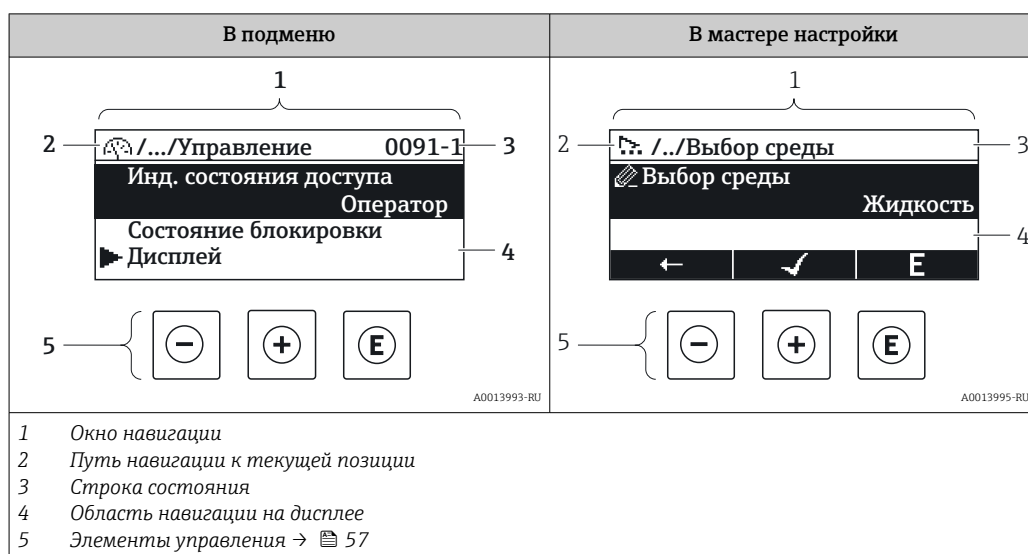 В подменю
В мастере настройки
1
2
/.../Управление 0091-1
3
Инд. состояния доступа
Оператор
Состояние блокировки
Дисплей
4
5
E
A0013993-RU
1
2
/../Выбор среды
3
Выбор среды
Жидкость
4
E
5
E
A0013995-RU
1 Окно навигации
2 Путь навигации к текущей позиции
3 Строка состояния
4 Область навигации на дисплее
5 Элементы управления → 57